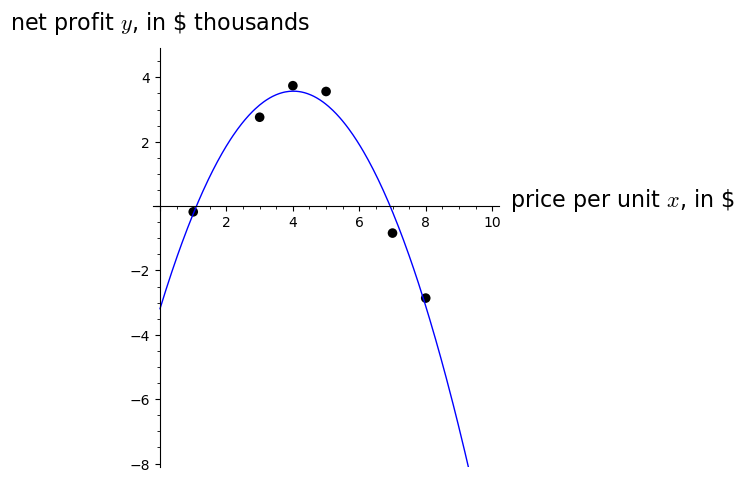 net profit y, in $ thousands
4
2
price per unit x, in $
2 4 6 8 10
−2
−4
−6
−8